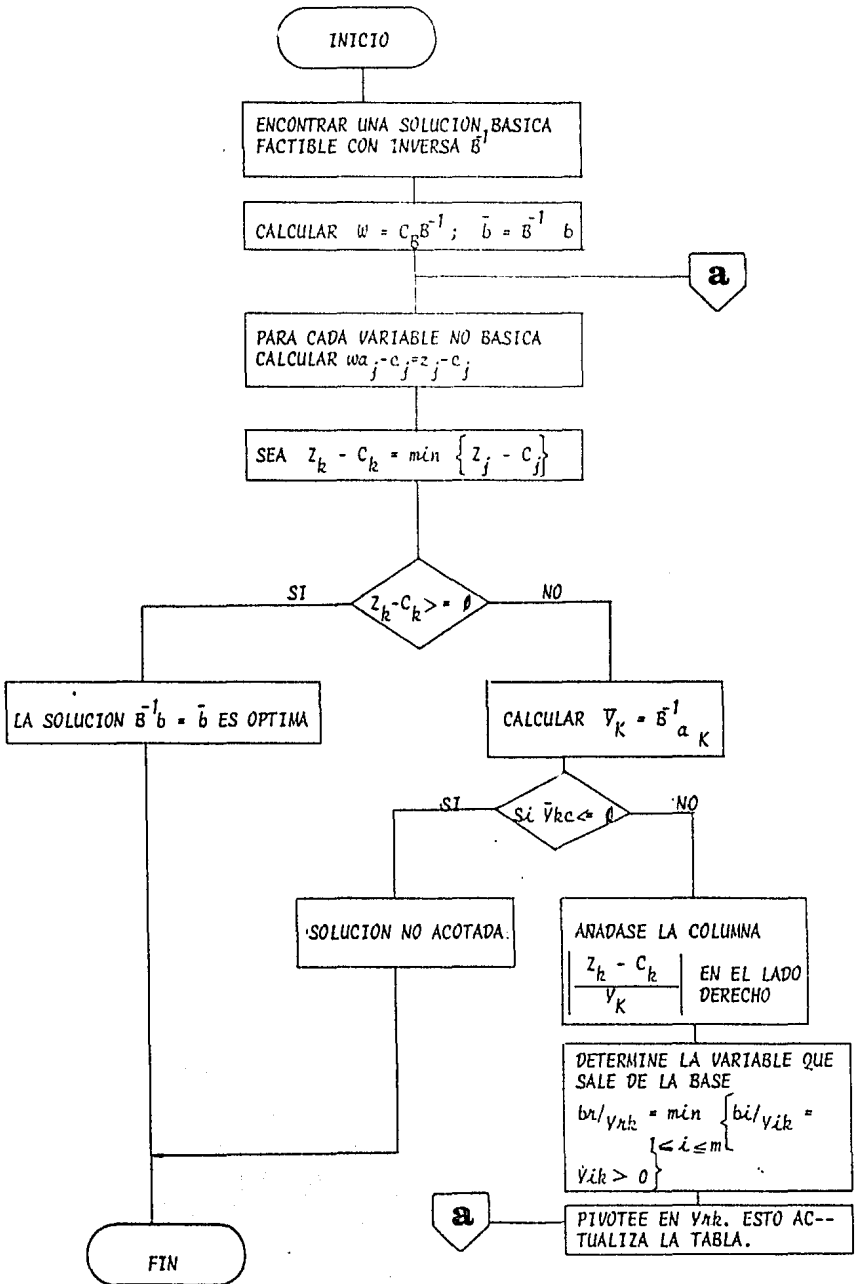 INICIO
ENCONTRAR UNA SOLUCION BASICA
FACTIBLE CON INVERSA B⁻¹
CALCULAR w = C_B B⁻¹ ; b̄ = B⁻¹ b
a
PARA CADA VARIABLE NO BASICA
CALCULAR wa_j-c_j=z_j-c_j
SEA Z_k - C_k = min { Z_j - C_j }
SI
Z_k-C_k > = 0
NO
LA SOLUCION B⁻¹b = b̄ ES OPTIMA
CALCULAR Y̅_K = B⁻¹ a_K
SI
Si ȳkc <= 0
NO
SOLUCION NO ACOTADA.
AÑADASE LA COLUMNA
Z_k - C_k
EN EL LADO
Y_K
DERECHO
DETERMINE LA VARIABLE QUE
SALE DE LA BASE
br/yrk = min { bi/yik =
1≤ i ≤m
yik > 0 }
a
PIVOTEE EN yrk. ESTO AC--
TUALIZA LA TABLA.
FIN